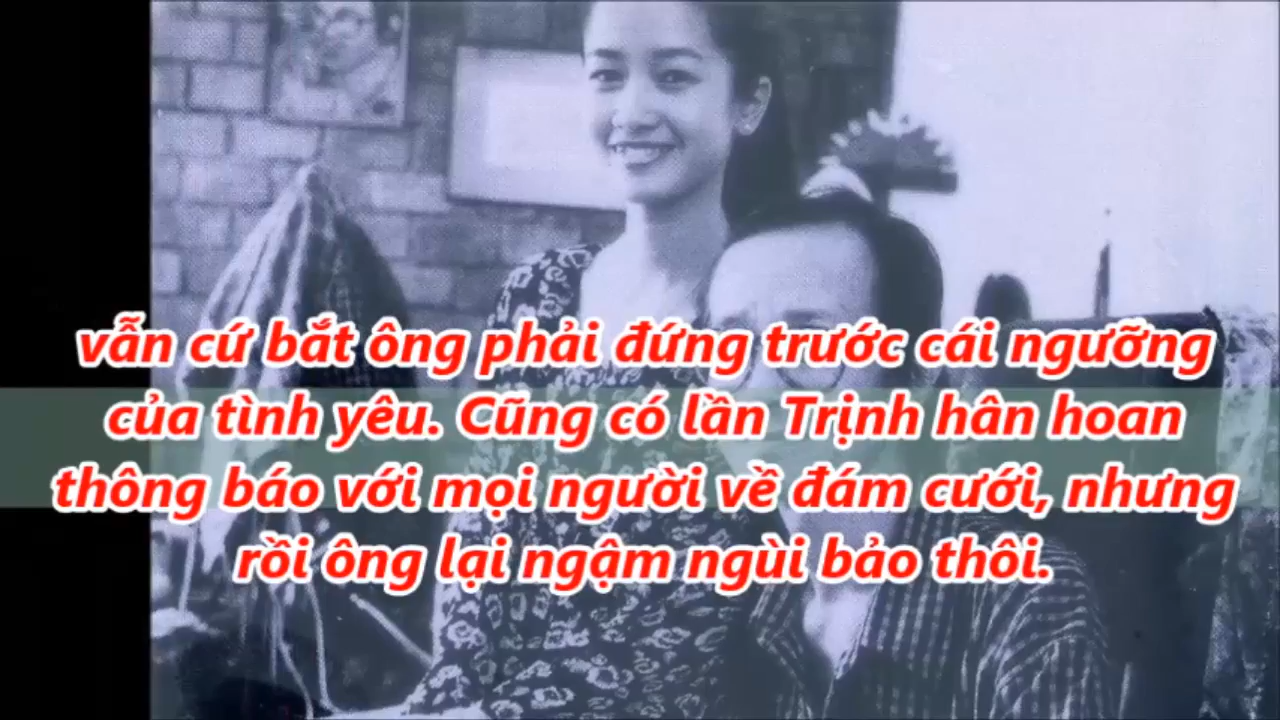 vẫn cứ bắt ông phải đứng trước cái ngưỡng
của tình yêu. Cũng có lần Trịnh hân hoan
thông báo với mọi người về đám cưới, nhưng
rồi ông lại ngậm ngùi bảo thôi.